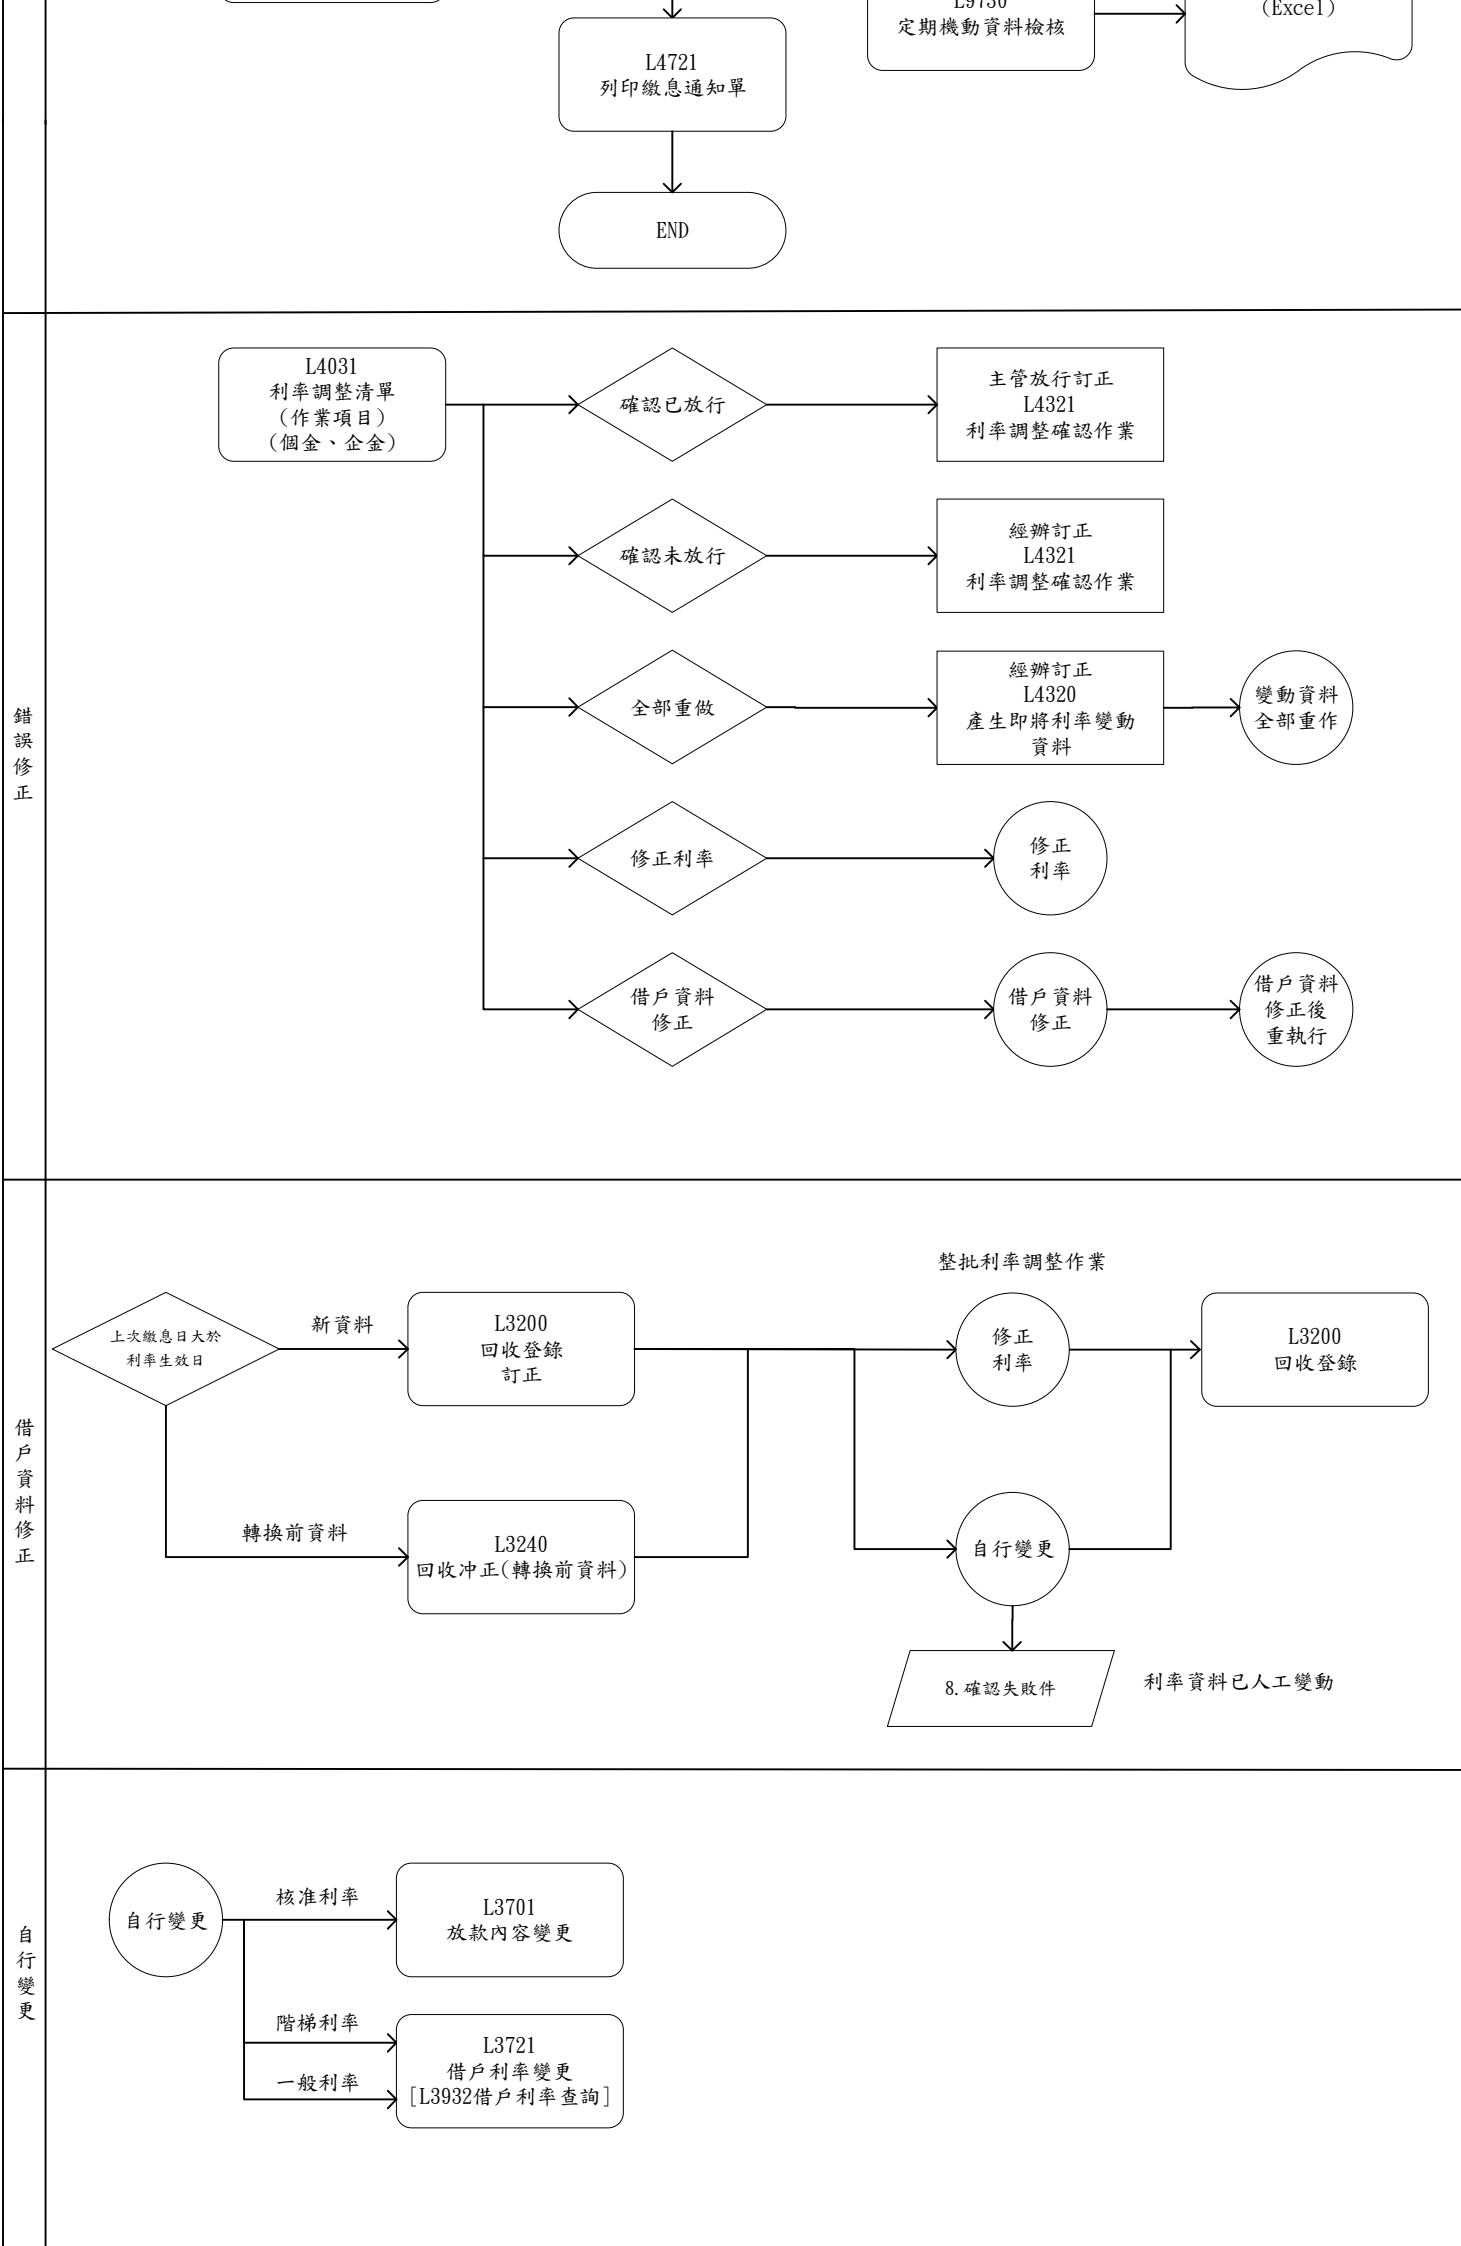 L9730
定期機動資料檢核
(Excel)
L4721
列印繳息通知單
END
錯誤修正
L4031
利率調整清單
(作業項目)
(個金、企金)
確認已放行
主管放行訂正
L4321
利率調整確認作業
確認未放行
經辦訂正
L4321
利率調整確認作業
全部重做
經辦訂正
L4320
產生即將利率變動
資料
變動資料
全部重作
修正利率
修正
利率
借戶資料
修正
借戶資料
修正
借戶資料
修正後
重執行
借戶資料修正
上次繳息日大於
利率生效日
新資料
L3200
回收登錄
訂正
轉換前資料
L3240
回收沖正(轉換前資料)
整批利率調整作業
修正
利率
L3200
回收登錄
自行變更
8.確認失敗件
利率資料已人工變動
自行變更
自行變更
核准利率
L3701
放款內容變更
階梯利率
一般利率
L3721
借戶利率變更
[L3932借戶利率查詢]